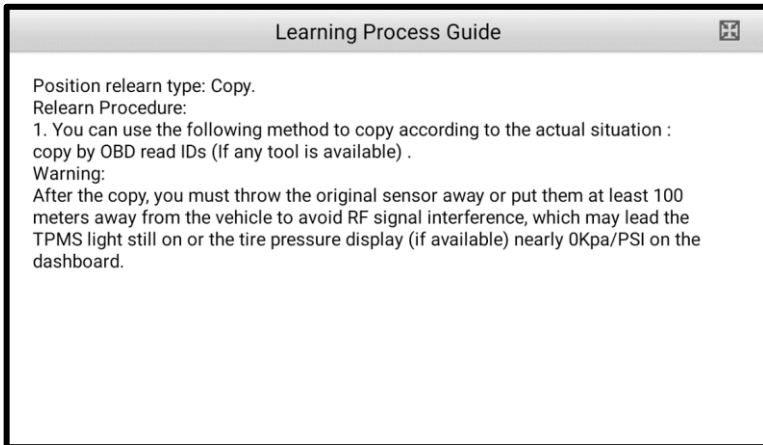 Learning Process Guide
Position relearn type: Copy.
Relearn Procedure:
1. You can use the following method to copy according to the actual situation :
copy by OBD read IDs (If any tool is available) .
Warning:
After the copy, you must throw the original sensor away or put them at least 100
meters away from the vehicle to avoid RF signal interference, which may lead the
TPMS light still on or the tire pressure display (if available) nearly 0Kpa/PSI on the
dashboard.